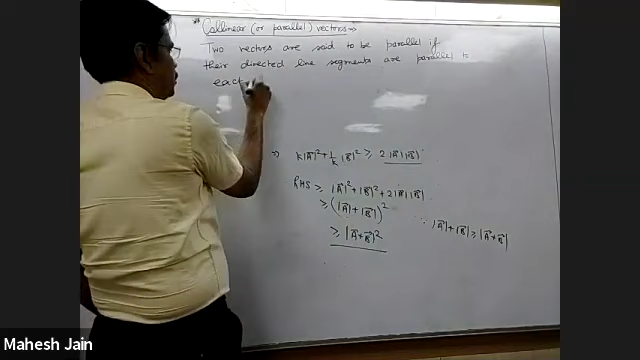 * Collinear (or parallel) vectors →
Two vectors are said to be parallel if
their directed line segments are parallel to
each
⇒ k|A⃗|² + 1/k |B⃗|² ≥ 2|A⃗||B⃗|
RHS ≥ |A⃗|² + |B⃗|² + 2|A⃗||B⃗|
≥ (|A⃗| + |B⃗|)²
∵ |A⃗| + |B⃗| ≥ |A⃗+B⃗|
≥ |A⃗+B⃗|²
Mahesh Jain